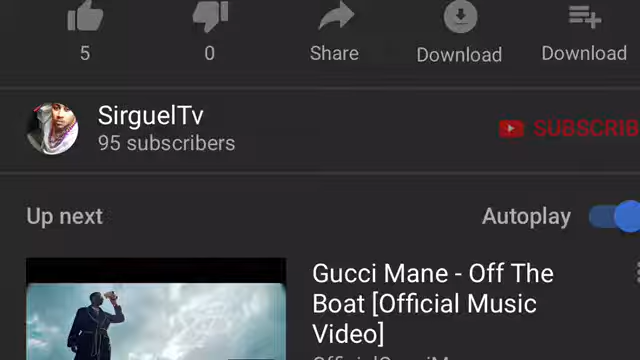 5
0
Share
Download
Download
SirguelTv
95 subscribers
SUBSCRIB
Up next
Autoplay
Gucci Mane - Off The
Boat [Official Music
Video]